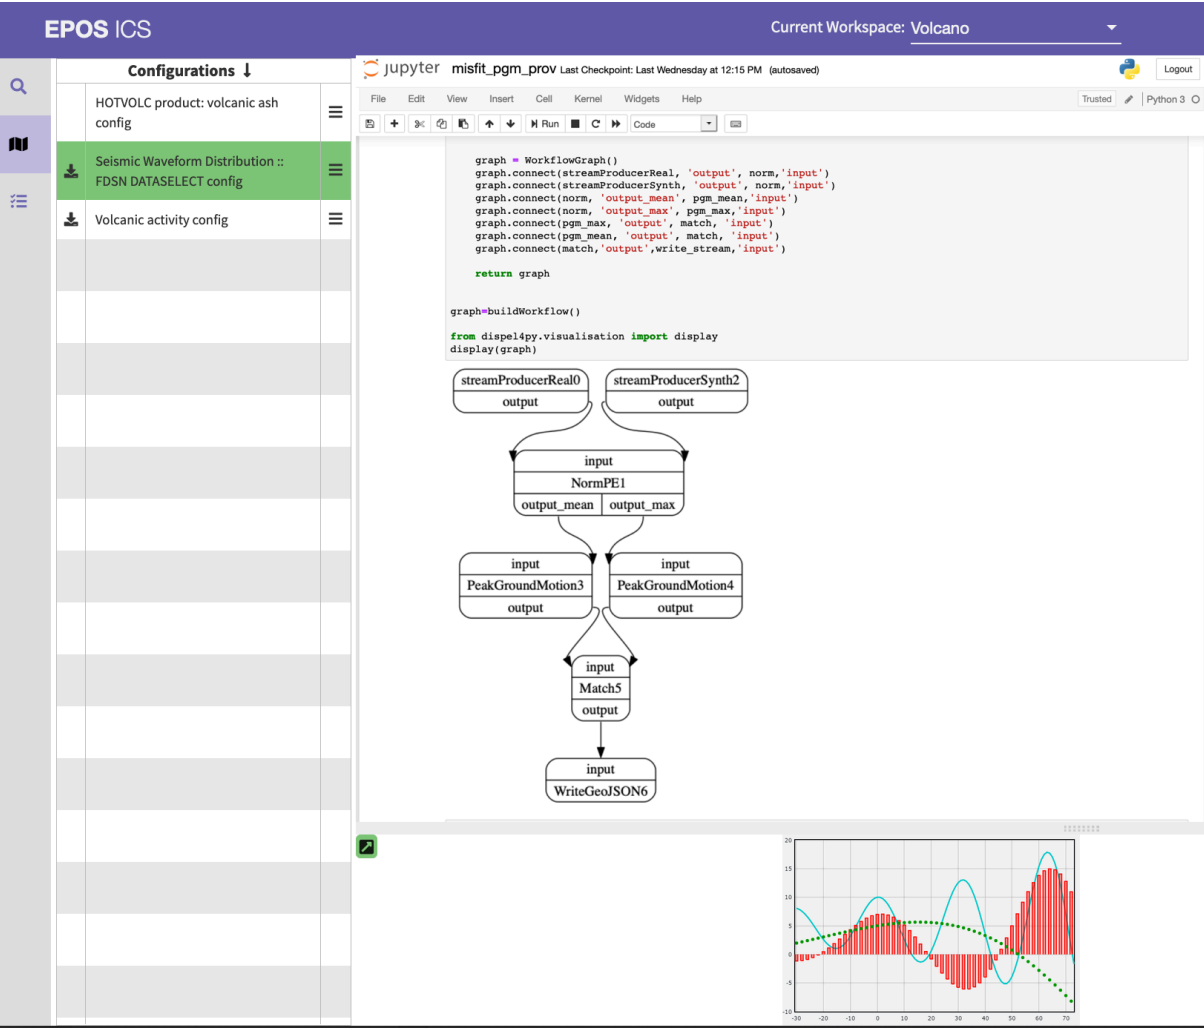 EPOS ICS
Current Workspace: Volcano
Configurations ↓
HOTVOLC product: volcanic ash
config
Seismic Waveform Distribution ::
FDSN DATASELECT config
Volcanic activity config
jupyter misfit_pgm_prov Last Checkpoint: Last Wednesday at 12:15 PM (autosaved)
Logout
File Edit View Insert Cell Kernel Widgets Help
Trusted Python 3
Run Code
graph = WorkflowGraph()
graph.connect(streamProducerReal, 'output', norm,'input')
graph.connect(streamProducerSynth, 'output', norm,'input')
graph.connect(norm, 'output_mean', pgm_mean,'input')
graph.connect(norm, 'output_max', pgm_max,'input')
graph.connect(pgm_max, 'output', match, 'input')
graph.connect(pgm_mean, 'output', match, 'input')
graph.connect(match,'output',write_stream,'input')
return graph
graph=buildWorkflow()
from dispel4py.visualisation import display
display(graph)
streamProducerReal0 streamProducerSynth2
output output
input
NormPE1
output_mean output_max
input input
PeakGroundMotion3 PeakGroundMotion4
output output
input
Match5
output
input
WriteGeoJSON6
20
15
10
5
0
-5
-10
-30 -20 -10 0 10 20 30 40 50 60 70